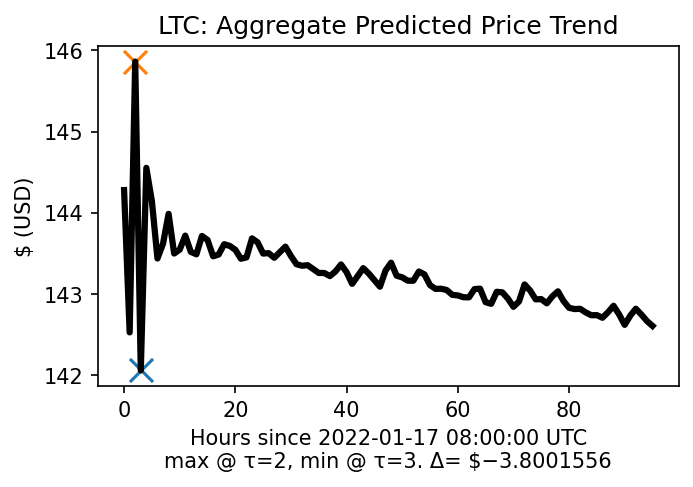 LTC: Aggregate Predicted Price Trend
146
145
144
143
142
$ (USD)
0 20 40 60 80
Hours since 2022-01-17 08:00:00 UTC
max @ τ=2, min @ τ=3. Δ= $−3.8001556